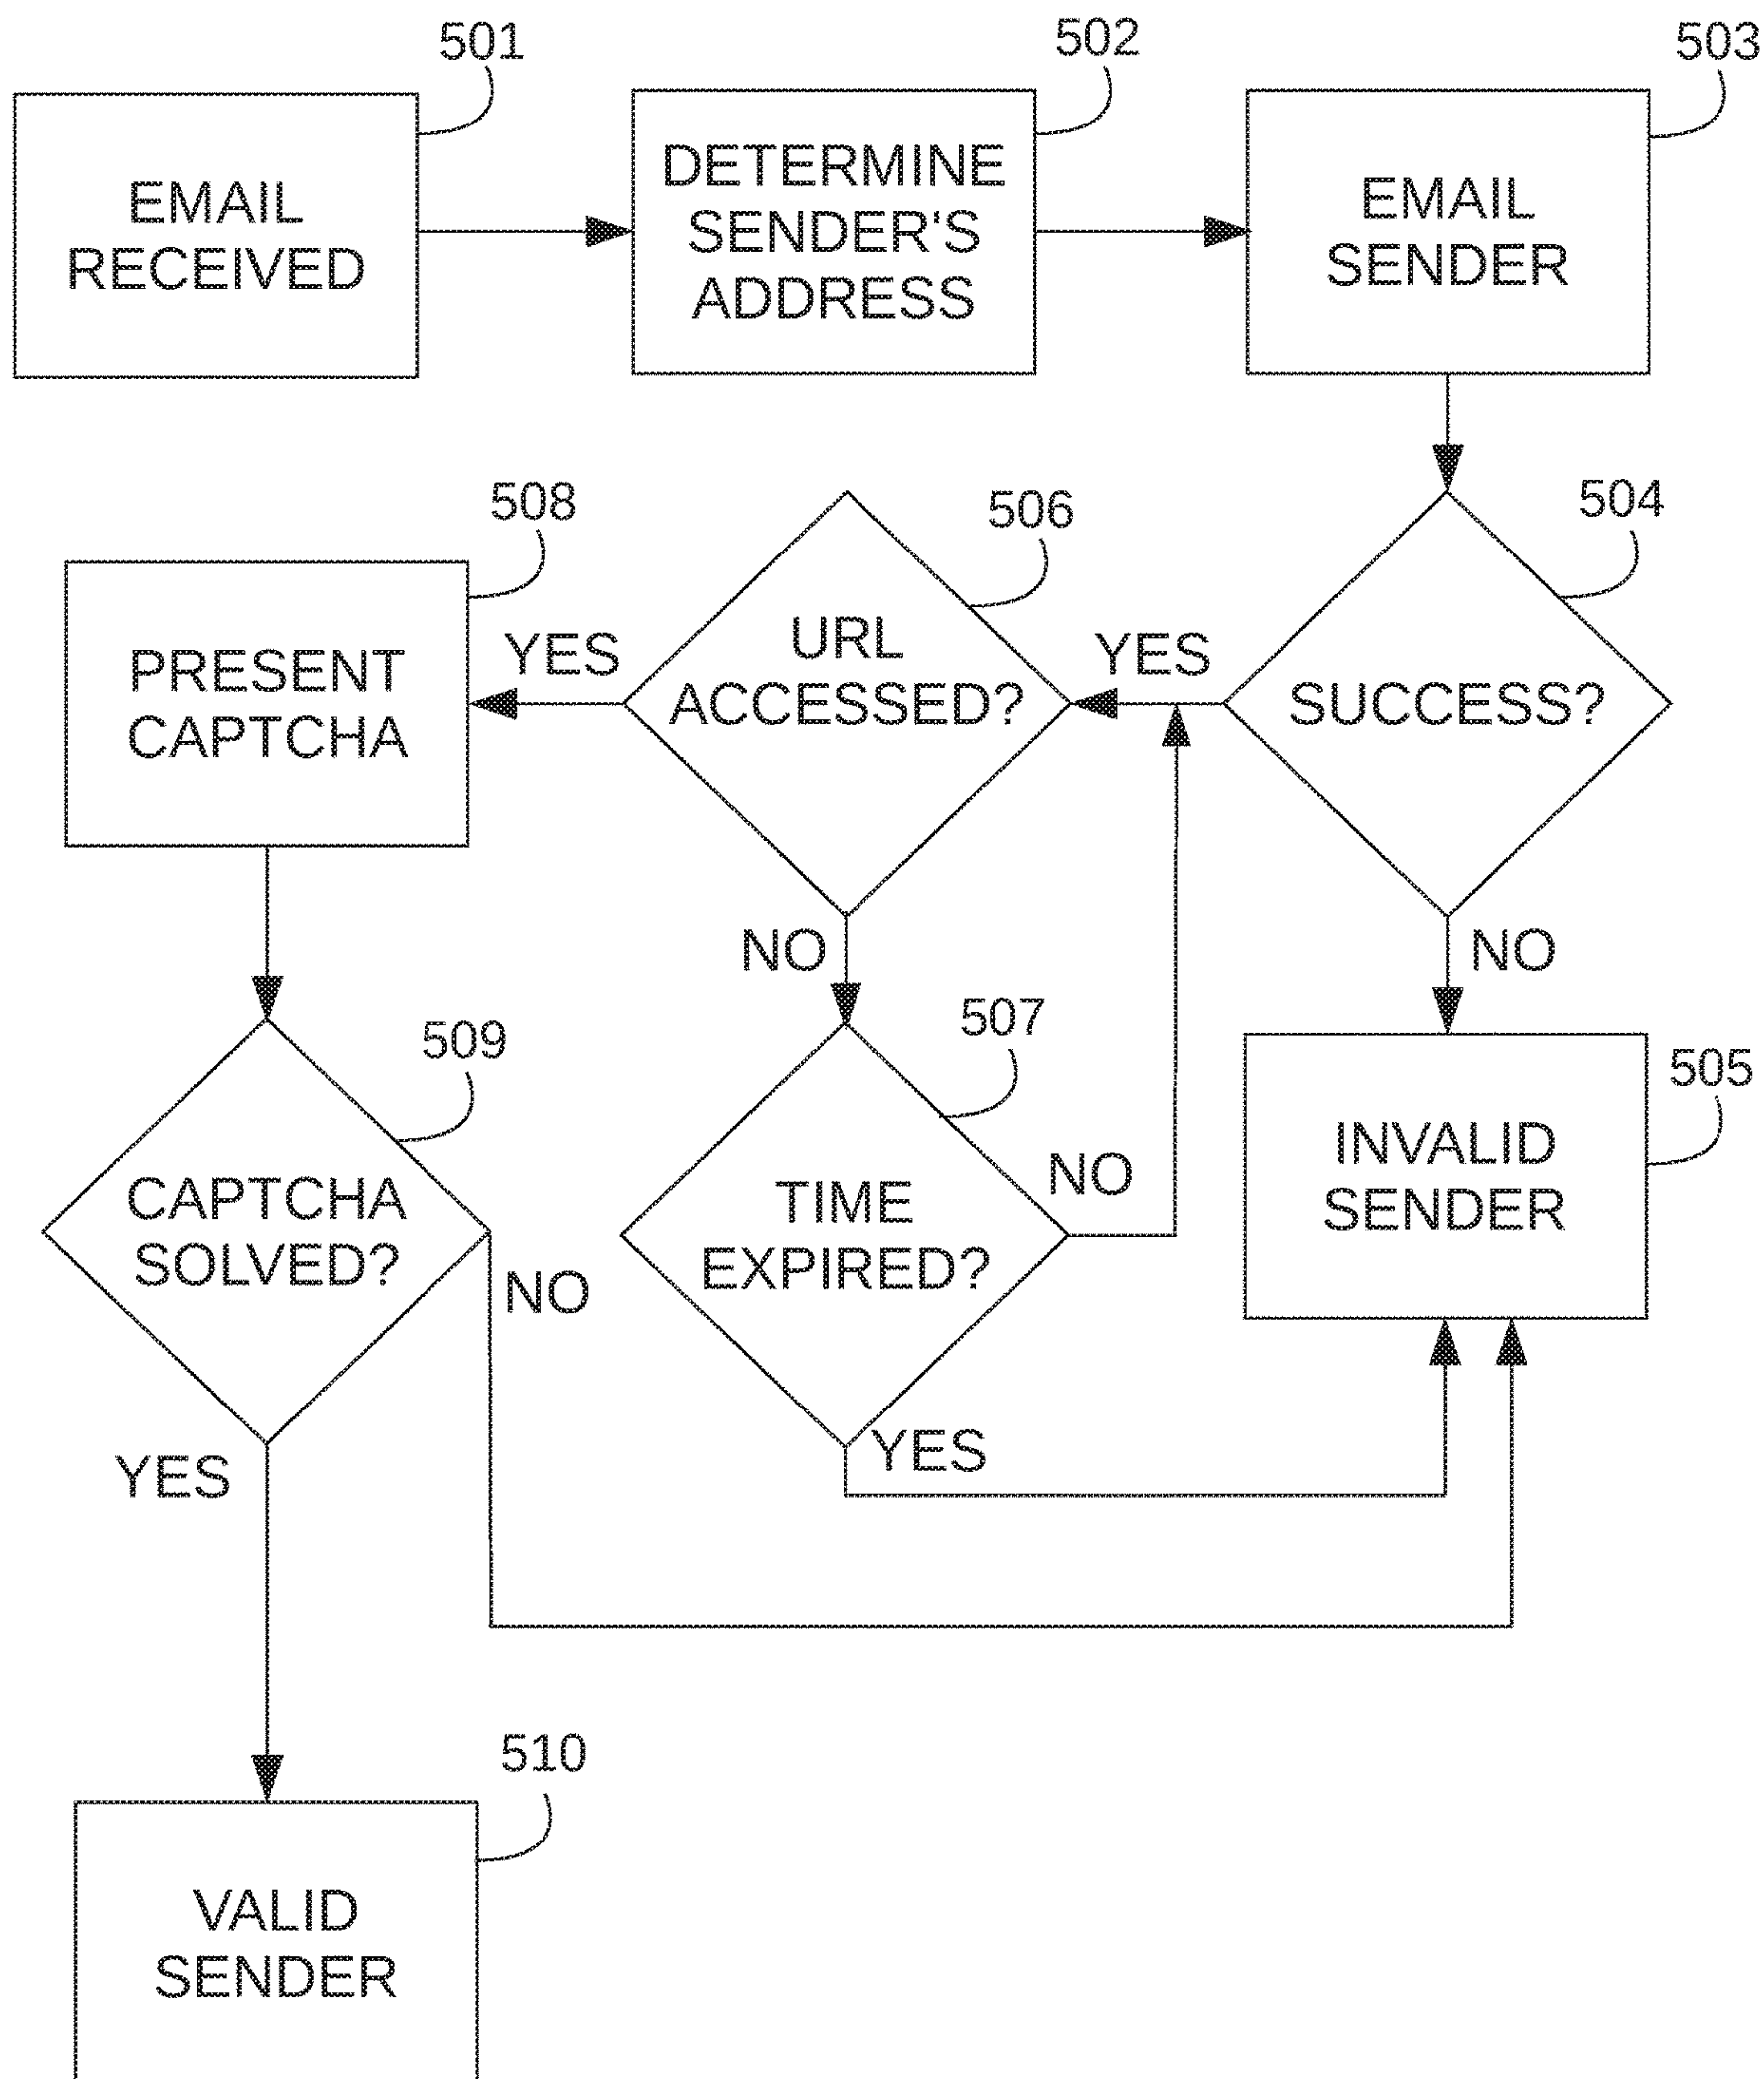 501
502
503
EMAIL
RECEIVED
DETERMINE
SENDER'S
ADDRESS
EMAIL
SENDER
508
506
504
PRESENT
CAPTCHA
YES
URL
ACCESSED?
YES
SUCCESS?
NO
NO
509
507
505
CAPTCHA
SOLVED?
NO
TIME
EXPIRED?
NO
INVALID
SENDER
YES
YES
510
VALID
SENDER